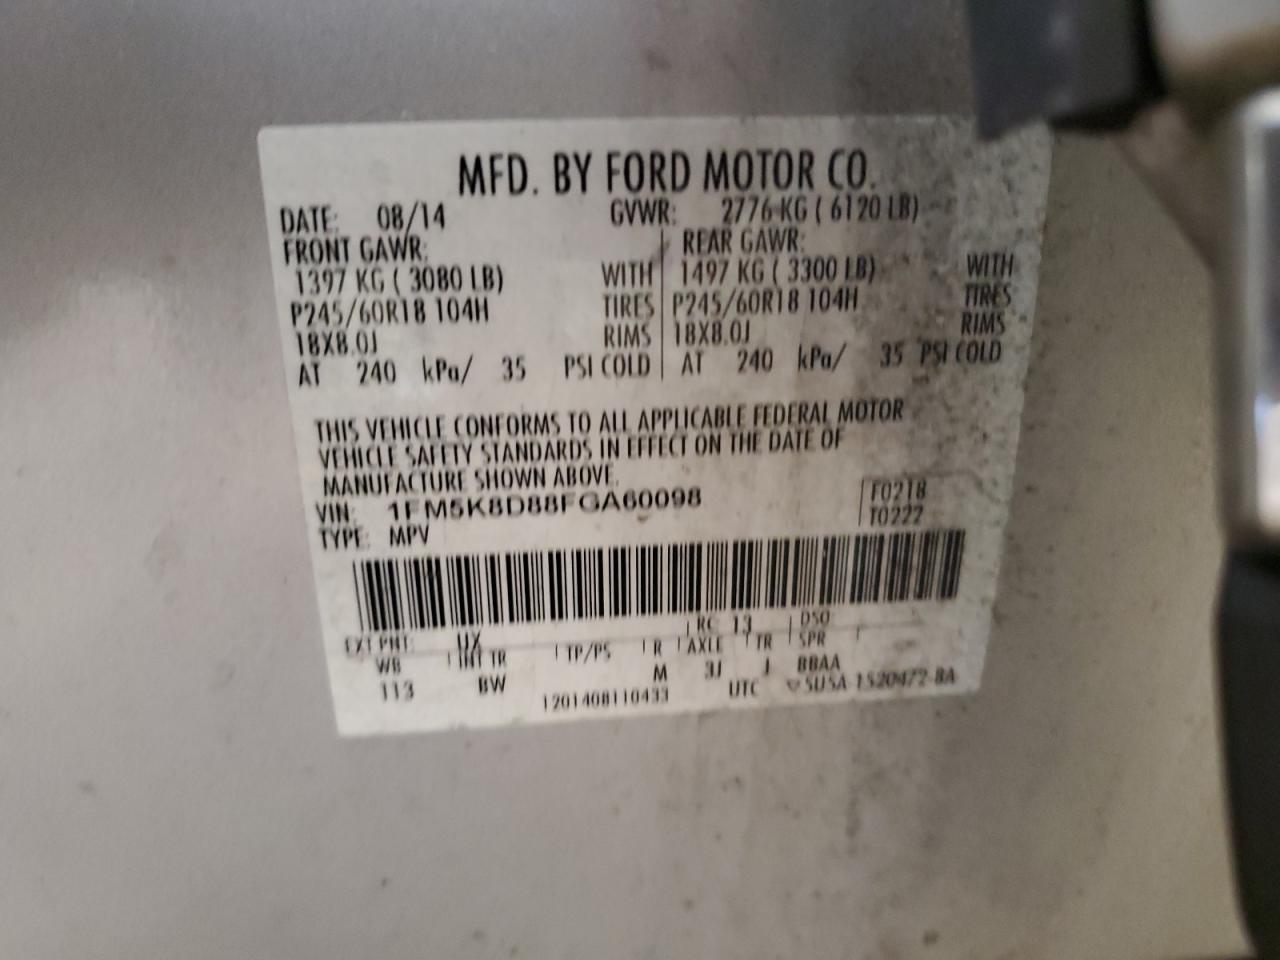 MFD. BY FORD MOTOR CO.
DATE: 08/14 GVWR: 2776 KG ( 6120 LB)
FRONT GAWR: REAR GAWR:
1397 KG ( 3080 LB) WITH 1497 KG ( 3300 LB) WITH
P245/60R18 104H TIRES P245/60R18 104H TIRES
18X8.0J RIMS 18X8.0J RIMS
AT 240 kPa/ 35 PSI COLD AT 240 kPa/ 35 PSI COLD
THIS VEHICLE CONFORMS TO ALL APPLICABLE FEDERAL MOTOR
VEHICLE SAFETY STANDARDS IN EFFECT ON THE DATE OF
MANUFACTURE SHOWN ABOVE.
VIN: 1FM5K8D88FGA60098 F0218
TYPE: MPV T0222
EXT PNT: UX RC: 13 DSO
WB INT TR TP/PS R AXLE TR SPR
113 BW M 3J J BBAA
1201408110433 UTC ▽ SUSA 1520472-BA